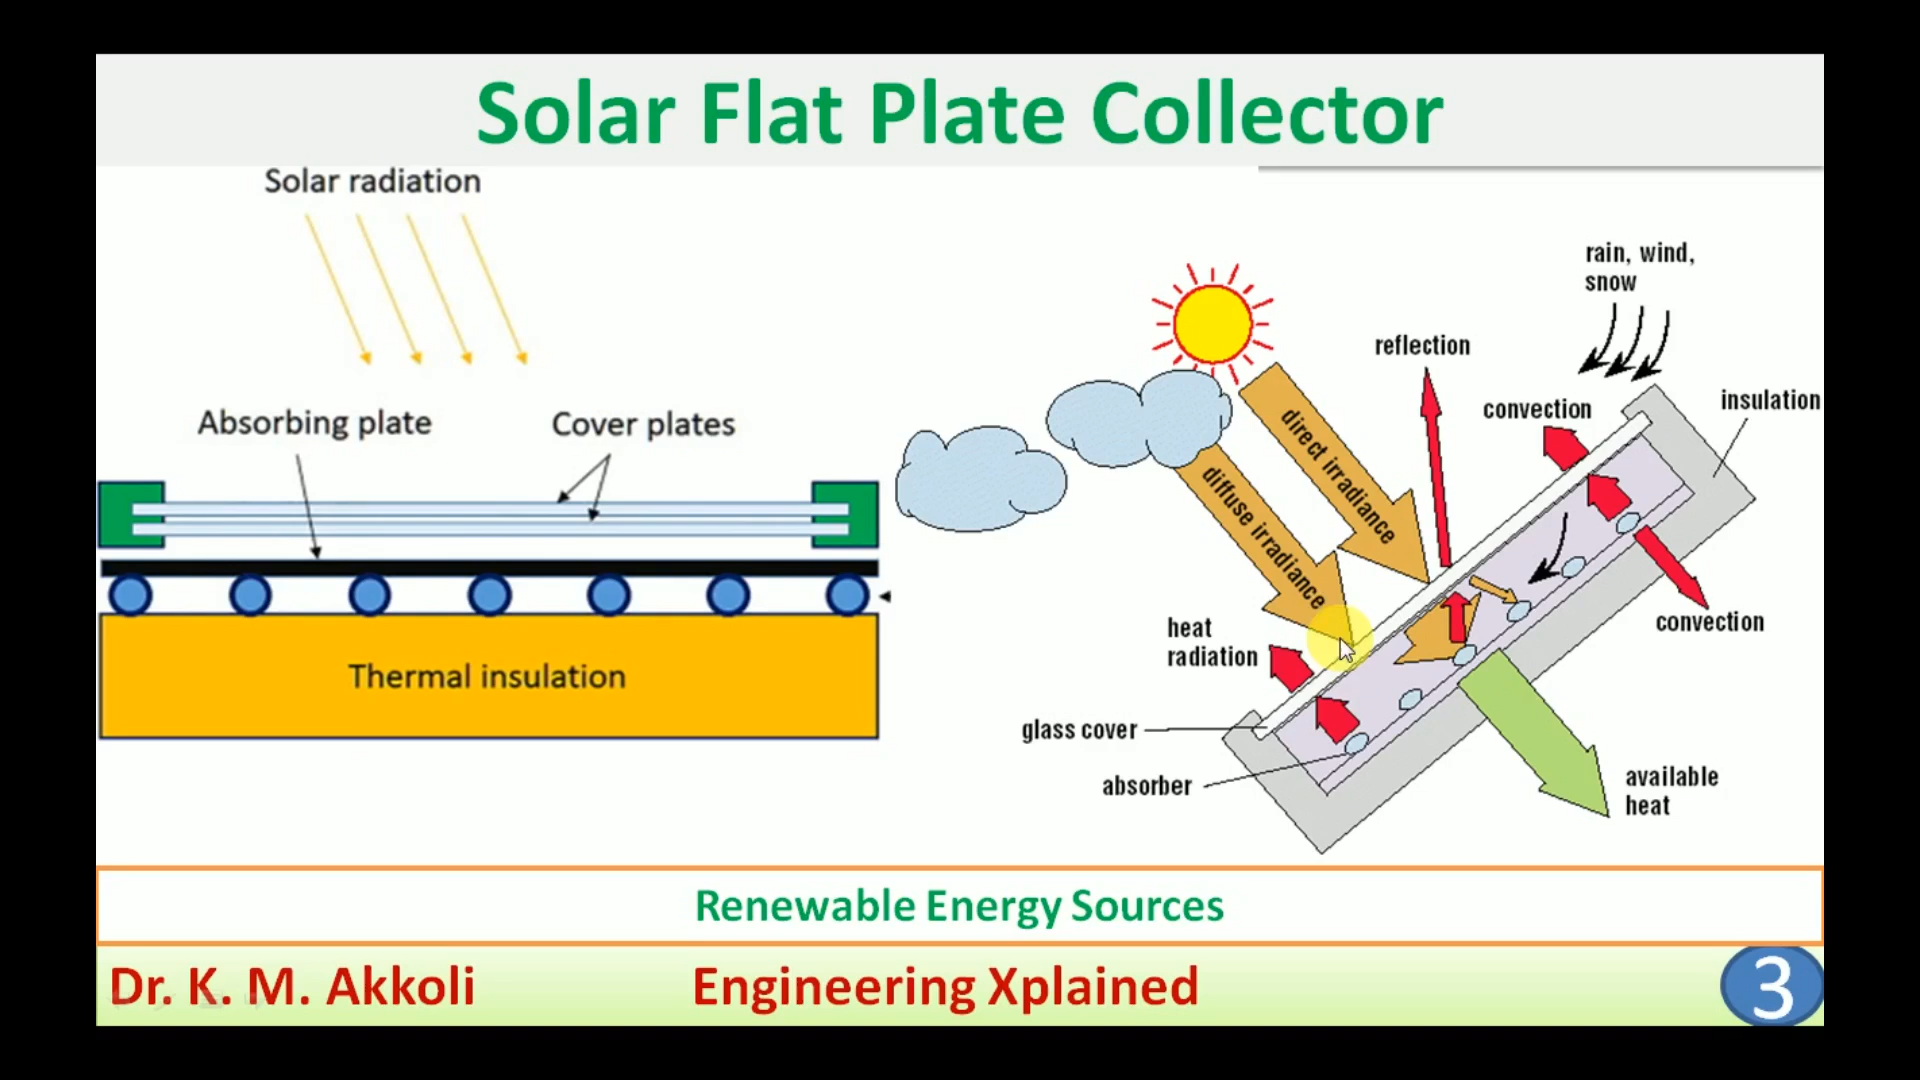 Solar Flat Plate Collector
Solar radiation
Absorbing plate
Cover plates
Thermal insulation
rain, wind,
snow
reflection
convection
insulation
direct irradiance
diffuse irradiance
heat
radiation
convection
glass cover
absorber
available
heat
Renewable Energy Sources
Dr. K. M. Akkoli
Engineering Xplained
3